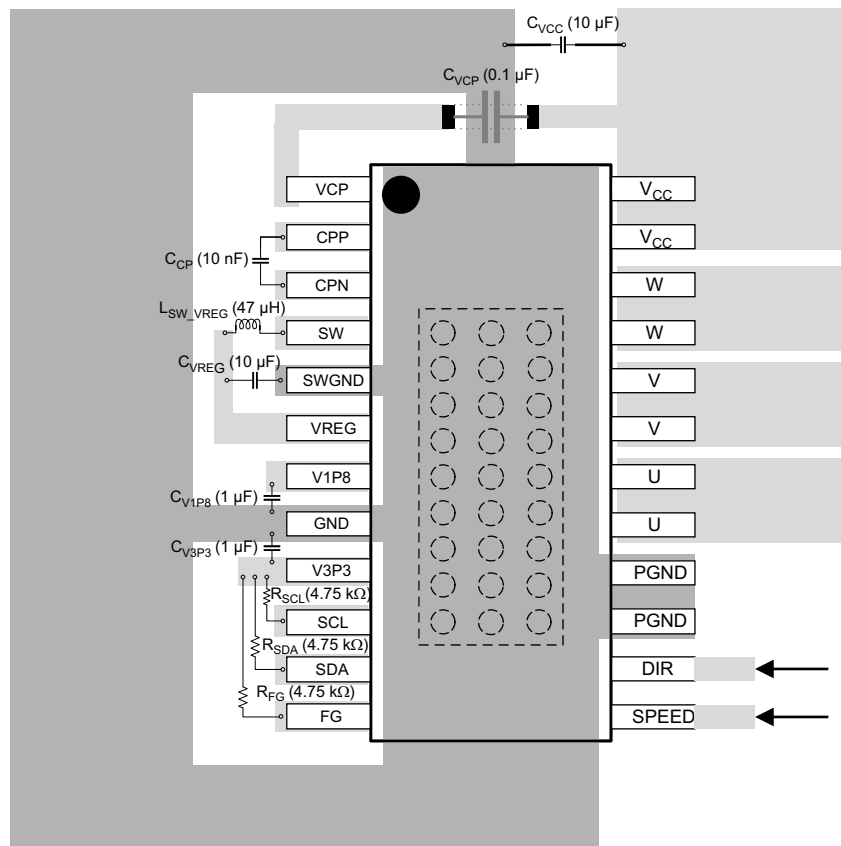 C_VCC (10 µF)
C_VCP (0.1 µF)
VCP
V_CC
CPP
V_CC
C_CP (10 nF)
CPN
W
L_SW_VREG (47 µH)
SW
W
C_VREG (10 µF)
SWGND
V
VREG
V
V1P8
U
C_V1P8 (1 µF)
GND
U
C_V3P3 (1 µF)
V3P3
PGND
R_SCL(4.75 kΩ)
SCL
PGND
R_SDA (4.75 kΩ)
SDA
DIR
R_FG (4.75 kΩ)
FG
SPEED